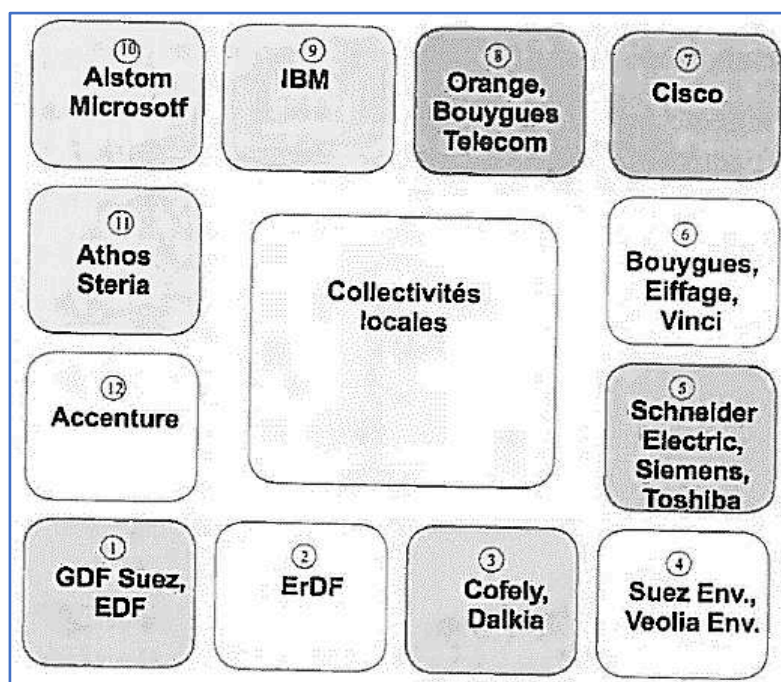 10
Alstom
Microsoft
9
IBM
8
Orange,
Bouygues
Telecom
7
Cisco
11
Athos
Steria
Collectivités
locales
6
Bouygues,
Eiffage,
Vinci
12
Accenture
5
Schneider
Electric,
Siemens,
Toshiba
1
GDF Suez,
EDF
2
ErDF
3
Cofely,
Dalkia
4
Suez Env.,
Veolia Env.